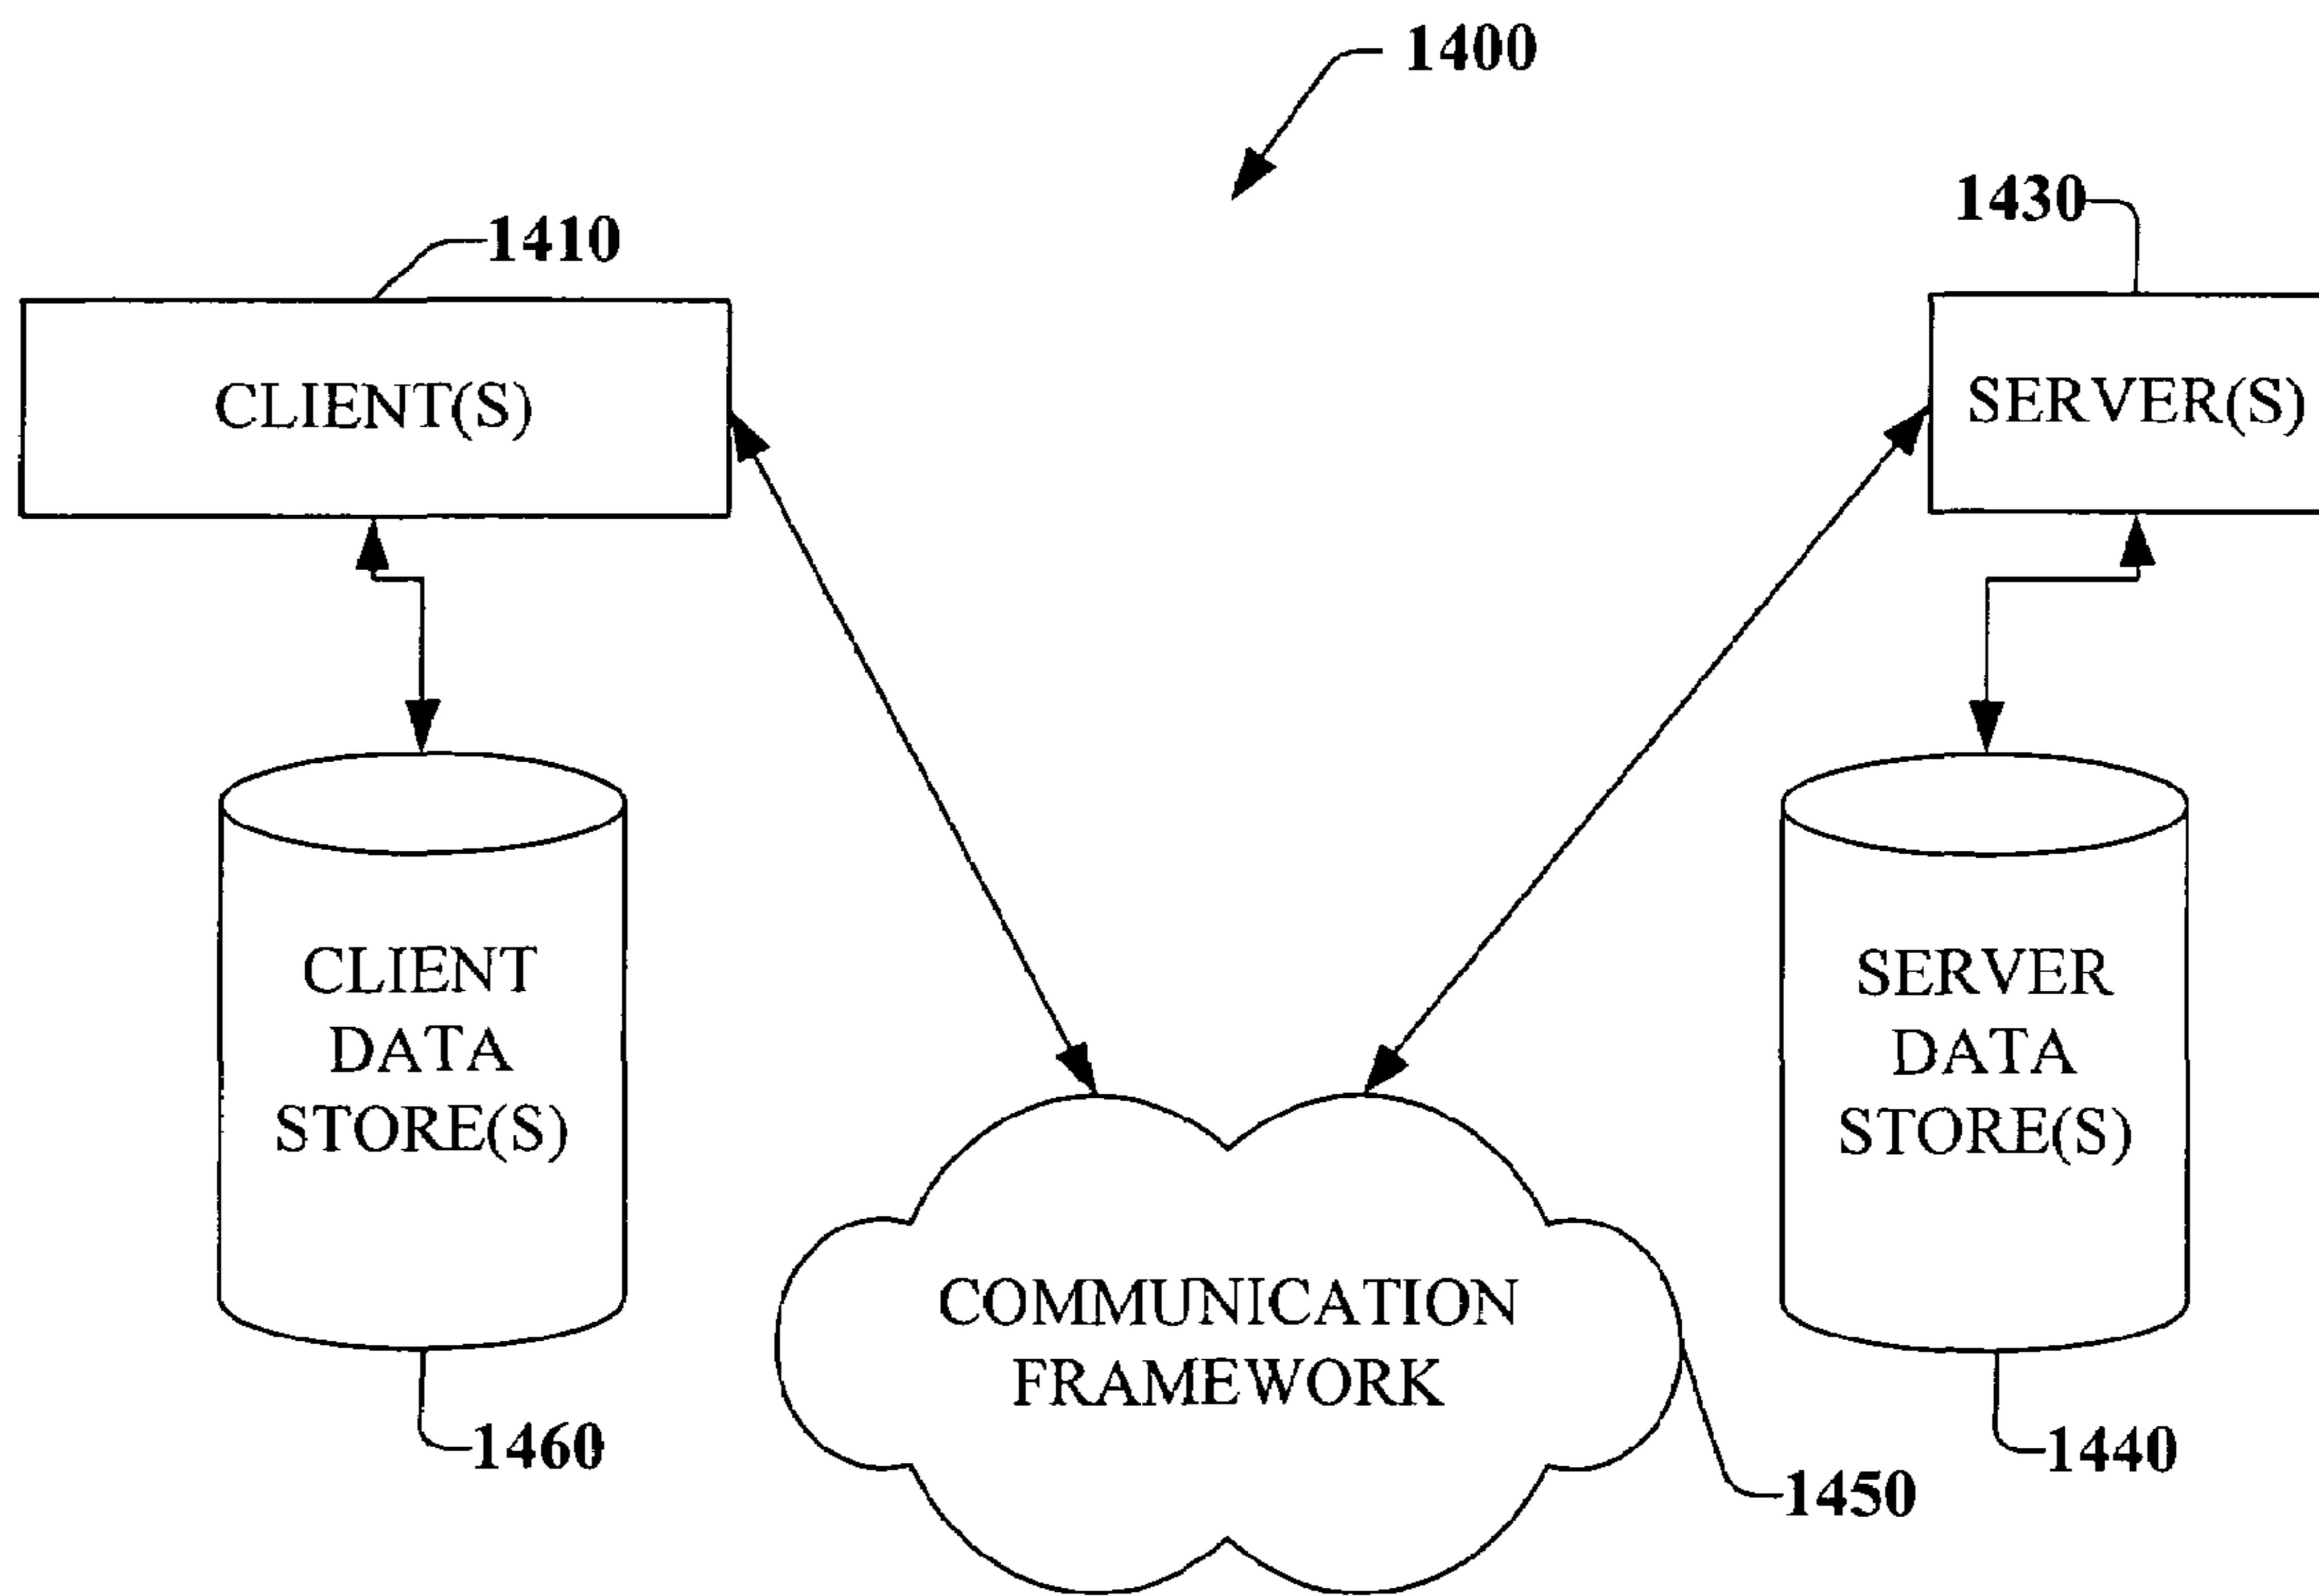 1400
1410
1430
CLIENT(S)
SERVER(S)
CLIENT
DATA
STORE(S)
SERVER
DATA
STORE(S)
COMMUNICATION
FRAMEWORK
1460
1440
1450